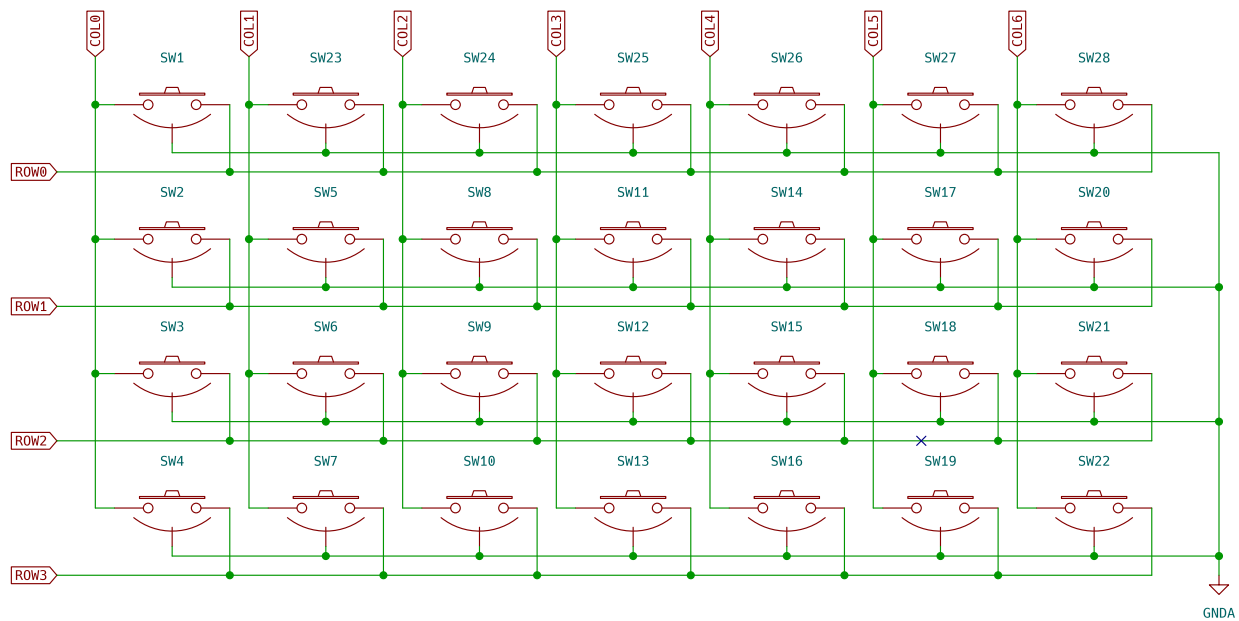 COL0 COL1 COL2 COL3 COL4 COL5 COL6
SW1 SW23 SW24 SW25 SW26 SW27 SW28
ROW0
SW2 SW5 SW8 SW11 SW14 SW17 SW20
ROW1
SW3 SW6 SW9 SW12 SW15 SW18 SW21
ROW2
SW4 SW7 SW10 SW13 SW16 SW19 SW22
ROW3
GNDA